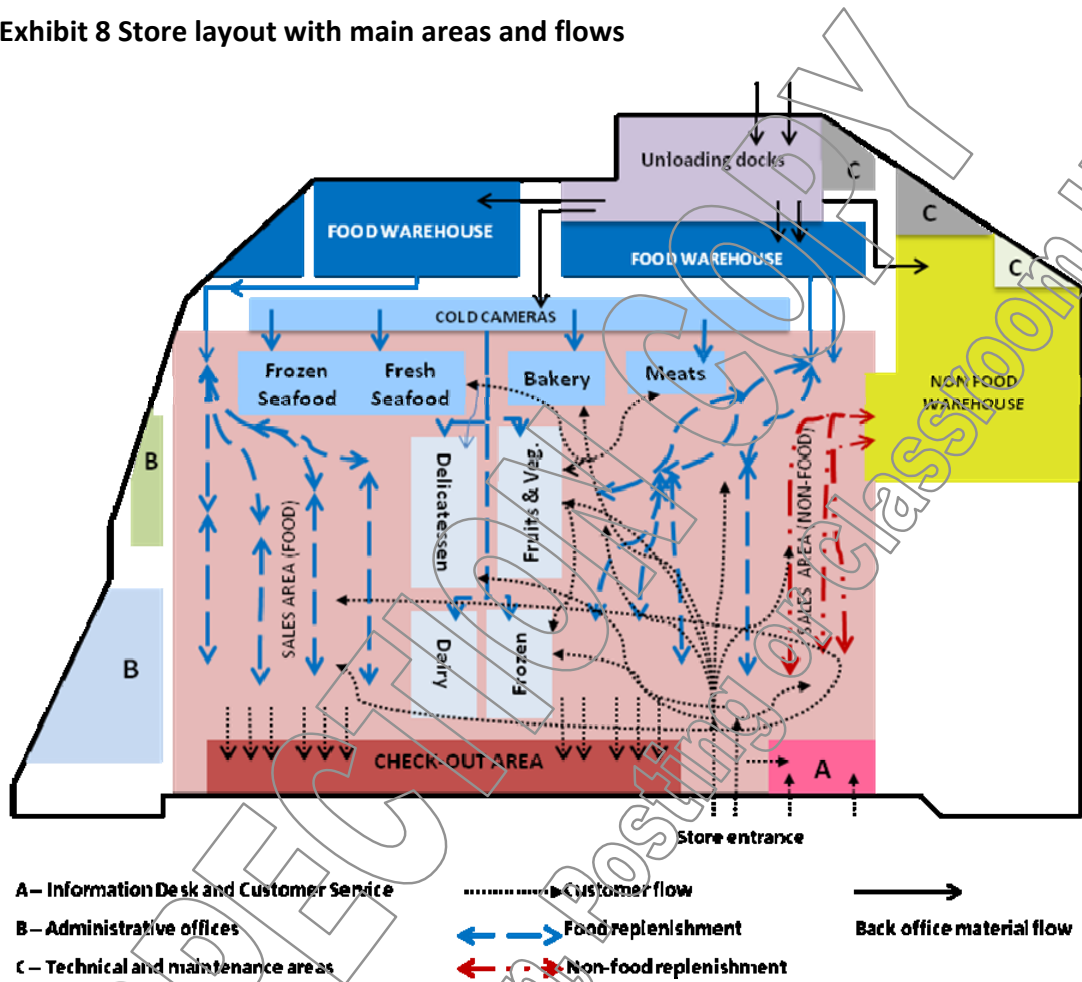 Exhibit 8 Store layout with main areas and flows
Unloading docks
C
FOOD WAREHOUSE
C
FOOD WAREHOUSE
C
COLD CAMERAS
Frozen
Seafood
Fresh
Seafood
Bakery
Meats
NON FOOD
WAREHOUSE
B
Delicatessen
Fruits & Veg.
SALES AREA (FOOD)
SALES AREA (NON-FOOD)
B
Dairy
Frozen
CHECK-OUT AREA
A
Store entrance
A – Information Desk and Customer Service
Customer flow
B – Administrative offices
Food replenishment
Back office material flow
C – Technical and maintenance areas
Non-food replenishment